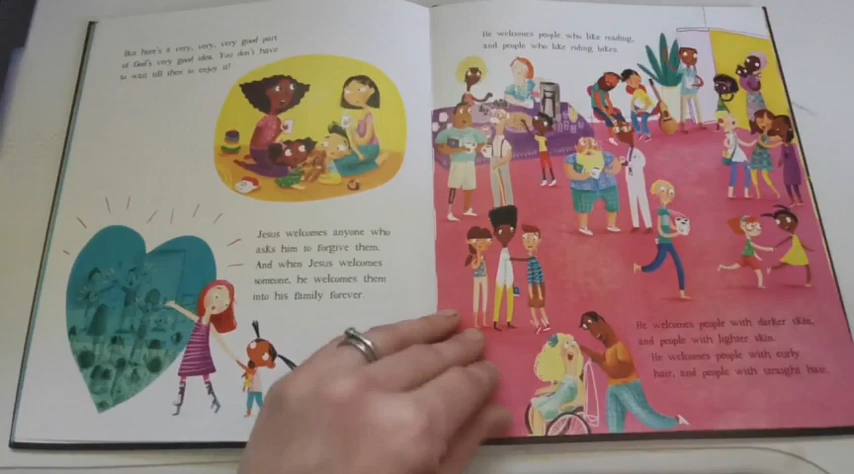 But here's a very, very, very good part
of God's very good idea. You don't have
to wait till then to enjoy it!
Jesus welcomes anyone who
asks him to forgive them.
And when Jesus welcomes
someone, he welcomes them
into his family forever.
He welcomes people who like reading,
and people who like riding bikes.
He welcomes people with darker skin,
and people with lighter skin.
He welcomes people with curly
hair, and people with straight hair.